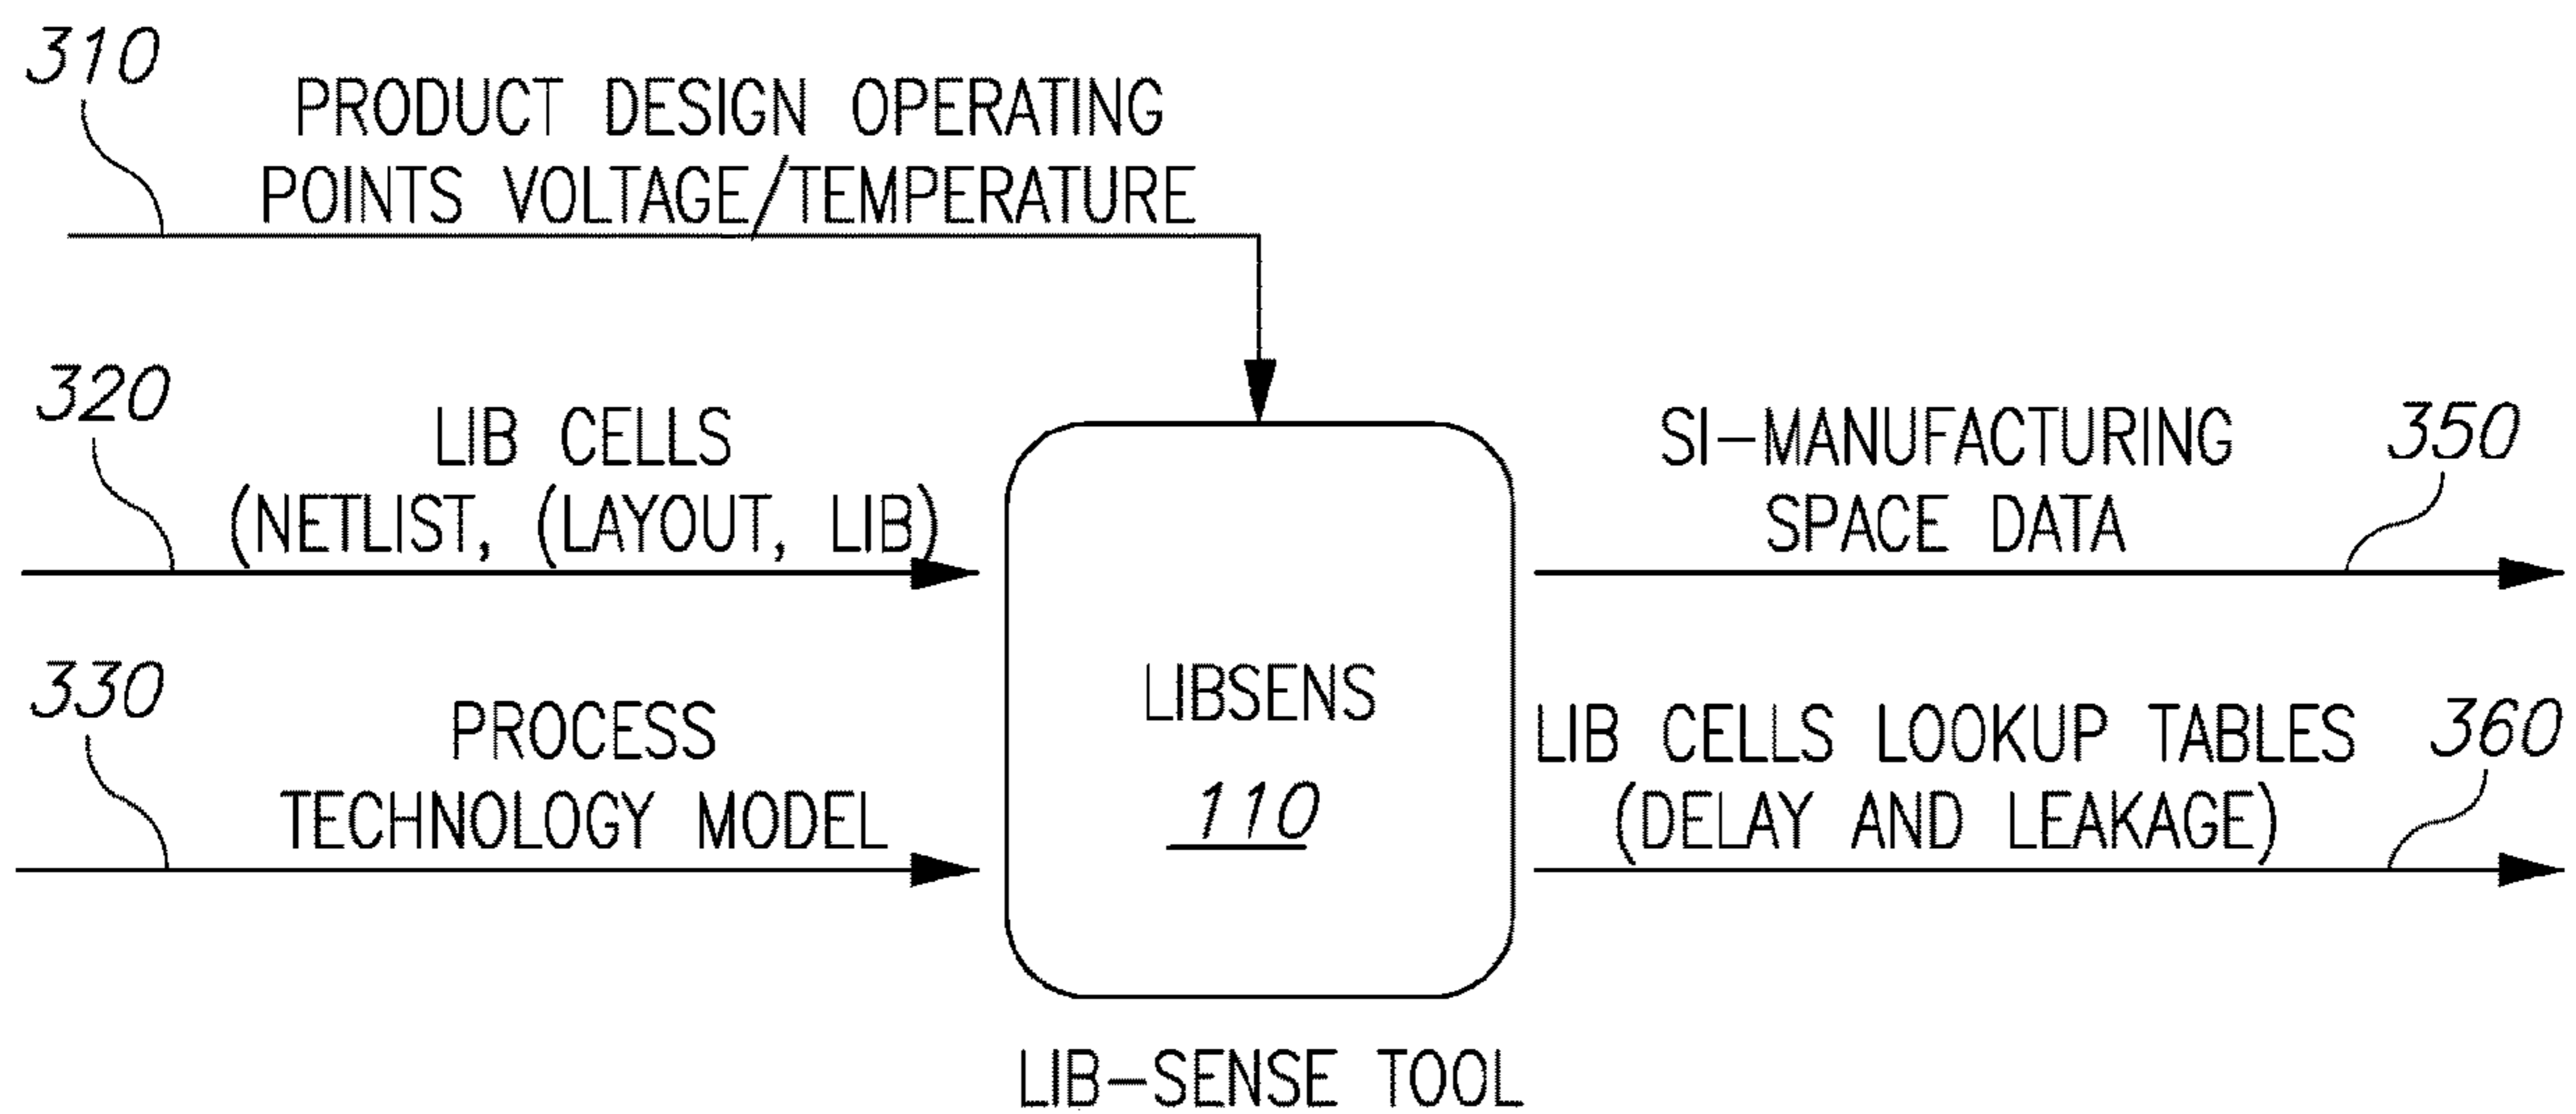 310
PRODUCT DESIGN OPERATING
POINTS VOLTAGE/TEMPERATURE
320
LIB CELLS
(NETLIST, (LAYOUT, LIB)
330
PROCESS
TECHNOLOGY MODEL
LIBSENS
110
LIB-SENSE TOOL
SI-MANUFACTURING
SPACE DATA
350
LIB CELLS LOOKUP TABLES
(DELAY AND LEAKAGE)
360